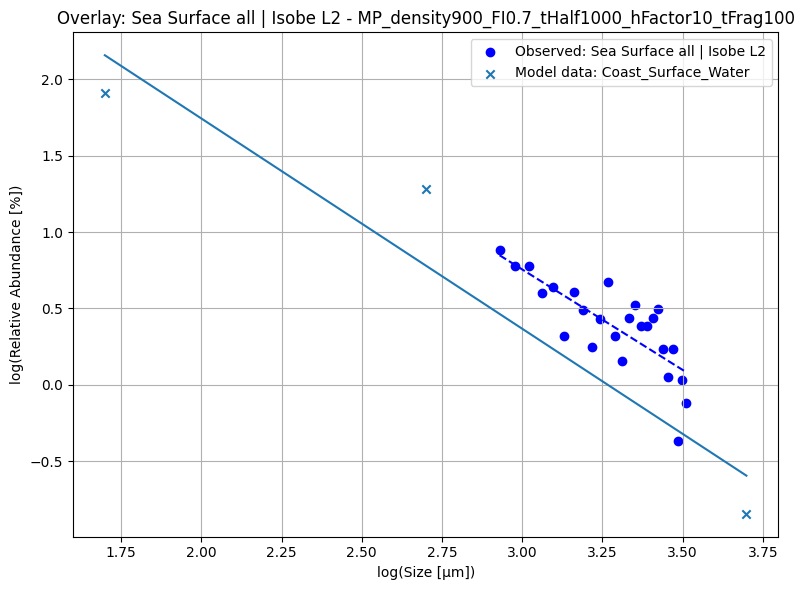 Overlay: Sea Surface all | Isobe L2 - MP_density900_FI0.7_tHalf1000_hFactor10_tFrag100
Observed: Sea Surface all | Isobe L2
Model data: Coast_Surface_Water
2.0
1.5
1.0
0.5
0.0
−0.5
log(Relative Abundance [%])
1.75 2.00 2.25 2.50 2.75 3.00 3.25 3.50 3.75
log(Size [μm])